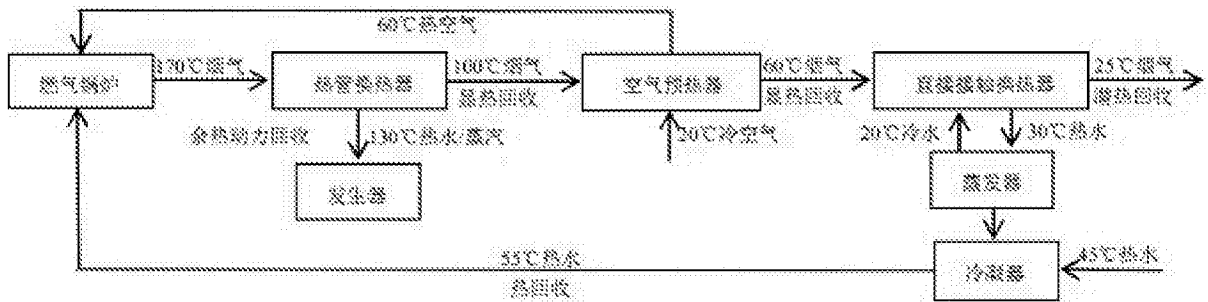 60℃热空气
燃气锅炉
170℃烟气
热管换热器
100℃烟气
显热回收
空气预热器
60℃烟气
显热回收
直接接触换热器
25℃烟气
潜热回收
余热动力回收
130℃热水/蒸汽
20℃冷空气
20℃冷水
30℃热水
发生器
蒸发器
55℃热水
热回收
冷凝器
45℃热水